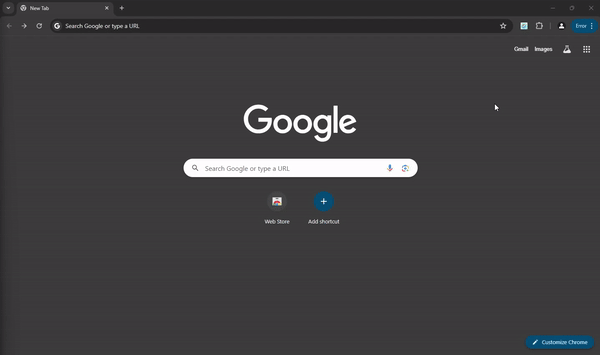 New Tab
Search Google or type a URL
Error
Gmail Images
Google
Search Google or type a URL
Web Store
Add shortcut
Customize Chrome